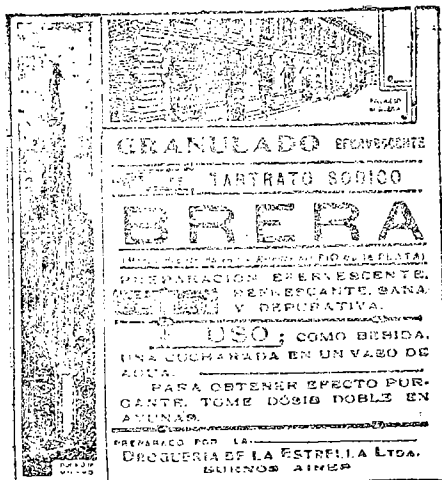 GRANULADO EFERVESCENTE
TARTRATO SODICO
BRERA
PREPARACION EFERVESCENTE,
REFRESCANTE, SANA
Y DEPURATIVA.
USO; COMO BEBIDA,
UNA CUCHARADA EN UN VASO DE
AGUA.
PARA OBTENER EFECTO PUR-
GANTE, TOME DOSIS DOBLE EN
AYUNAS.
PREPARADO POR LA
DROGUERIA DE LA ESTRELLA LTDA.
BUENOS AIRES